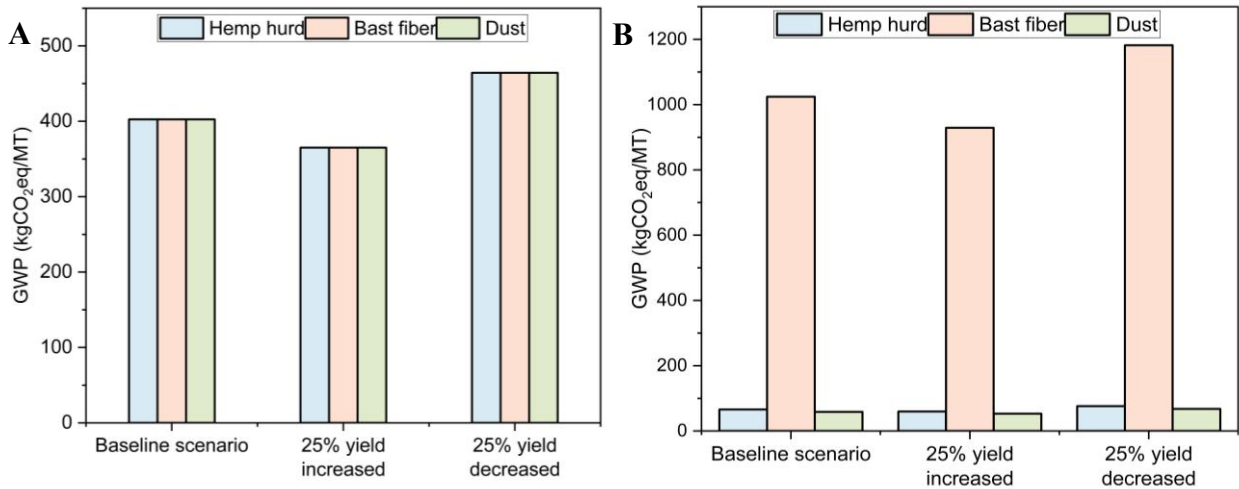 A
Hemp hurd Bast fiber Dust
500
400
300
200
100
0
GWP (kgCO₂eq/MT)
Baseline scenario
25% yield
increased
25% yield
decreased
B
Hemp hurd Bast fiber Dust
1200
1000
800
600
400
200
0
GWP (kgCO₂eq/MT)
Baseline scenario
25% yield
increased
25% yield
decreased